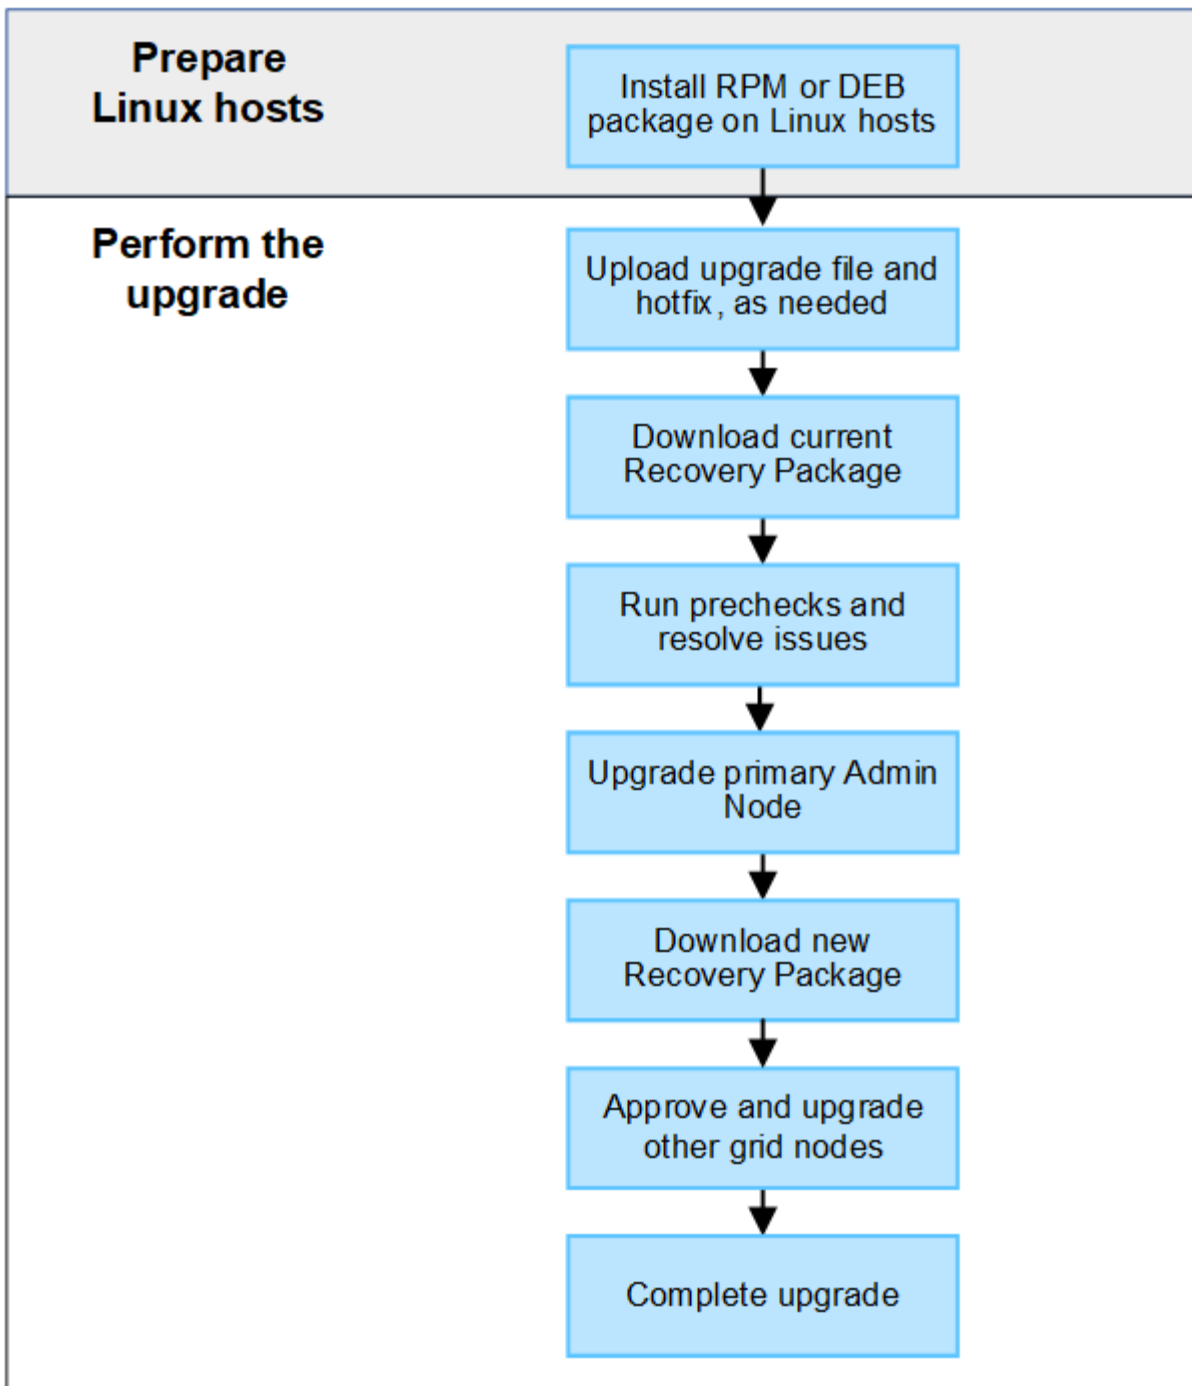 Prepare
Linux hosts
Install RPM or DEB
package on Linux hosts
Perform the
upgrade
Upload upgrade file and
hotfix, as needed
Download current
Recovery Package
Run prechecks and
resolve issues
Upgrade primary Admin
Node
Download new
Recovery Package
Approve and upgrade
other grid nodes
Complete upgrade